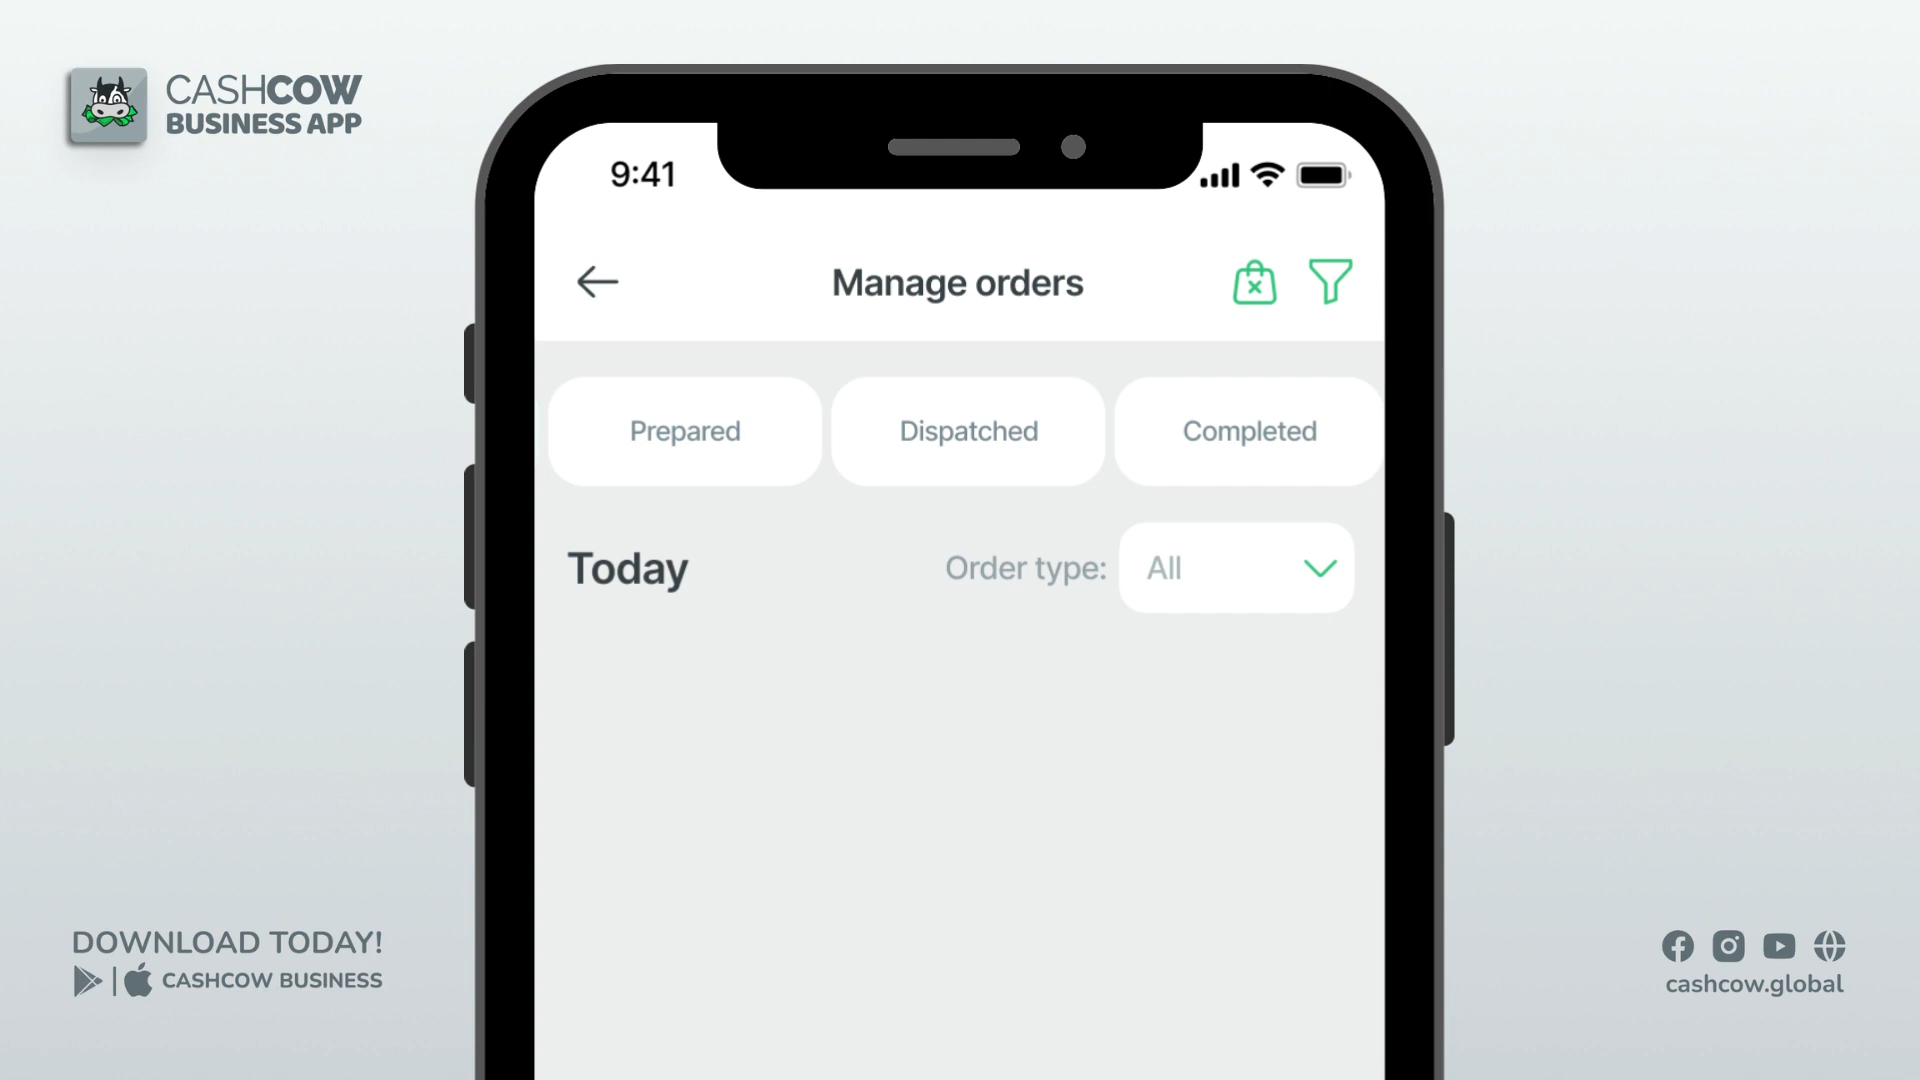 CASHCOW
BUSINESS APP
9:41
Manage orders
Prepared
Dispatched
Completed
Today
Order type:
All
DOWNLOAD TODAY!
CASHCOW BUSINESS
cashcow.global